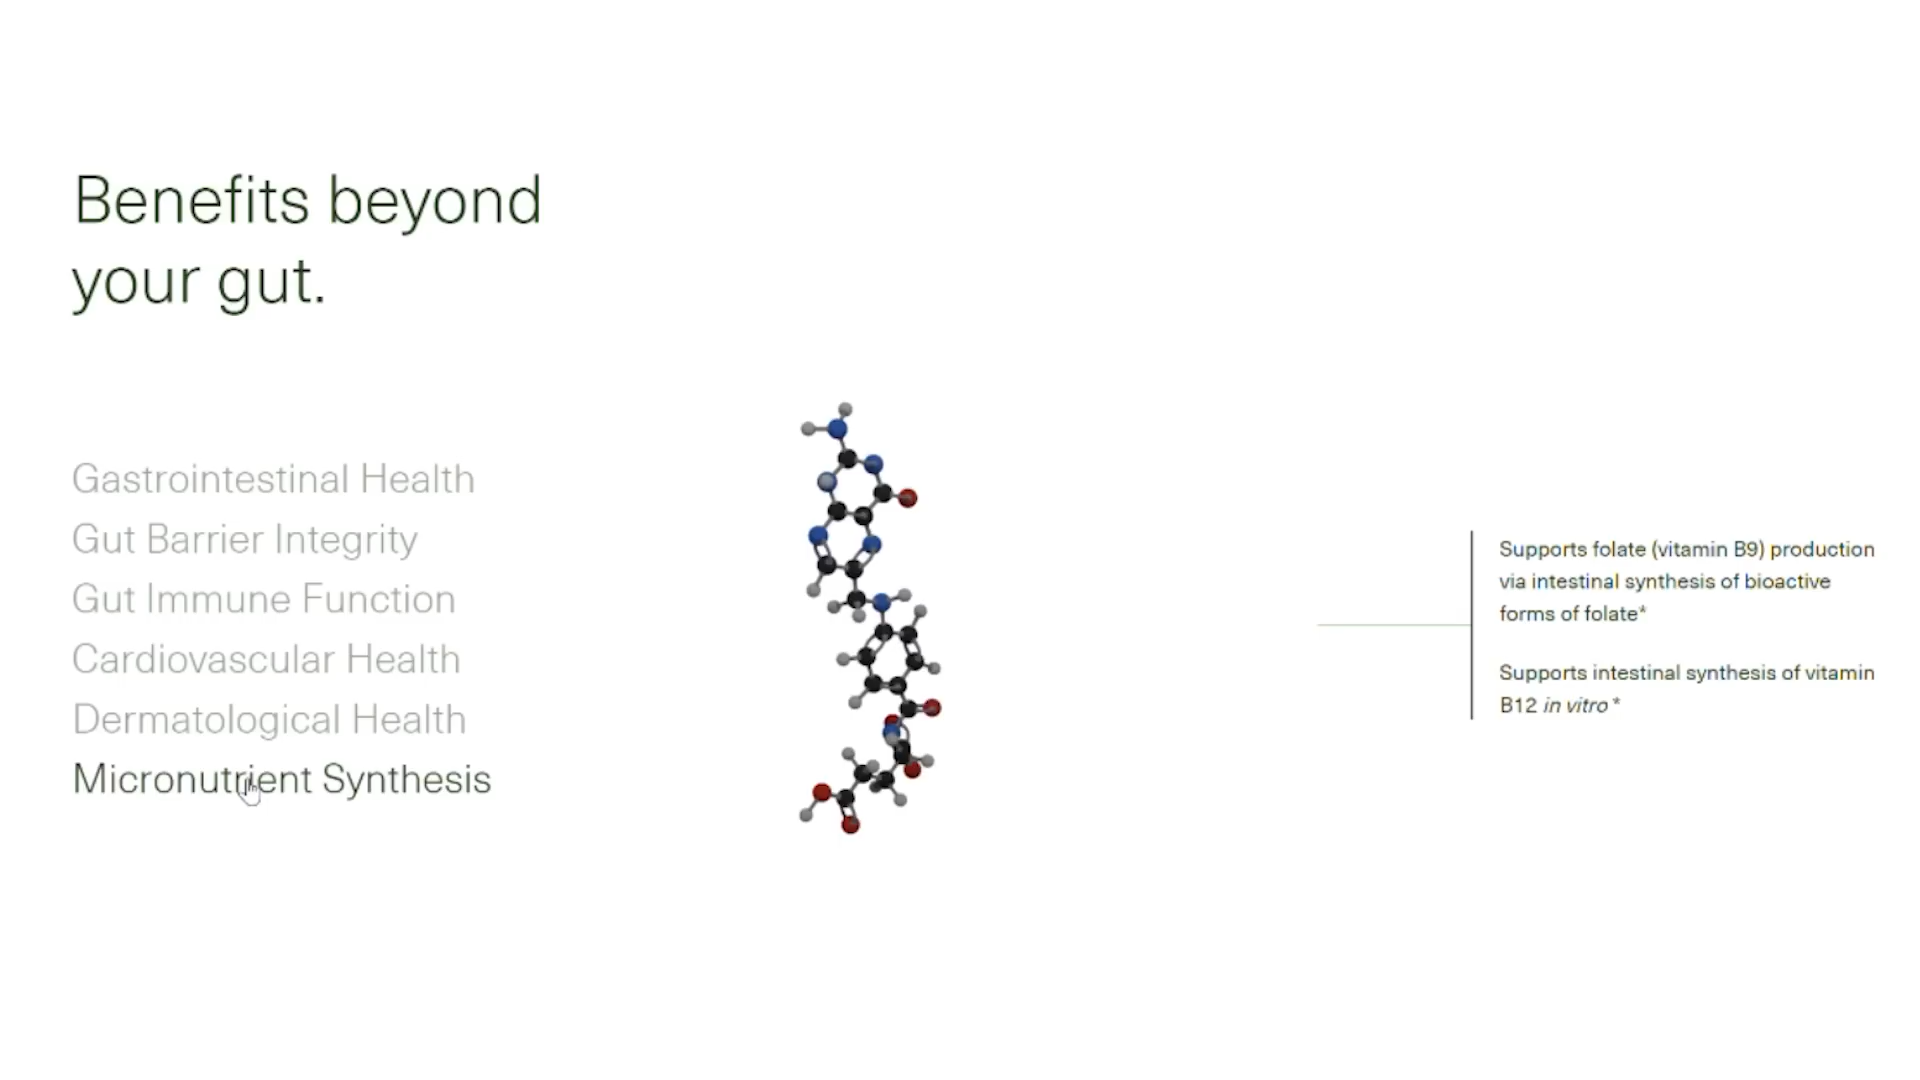 Benefits beyond
your gut.
Gastrointestinal Health
Gut Barrier Integrity
Gut Immune Function
Cardiovascular Health
Dermatological Health
Micronutrient Synthesis
Supports folate (vitamin B9) production
via intestinal synthesis of bioactive
forms of folate*
Supports intestinal synthesis of vitamin
B12 in vitro *